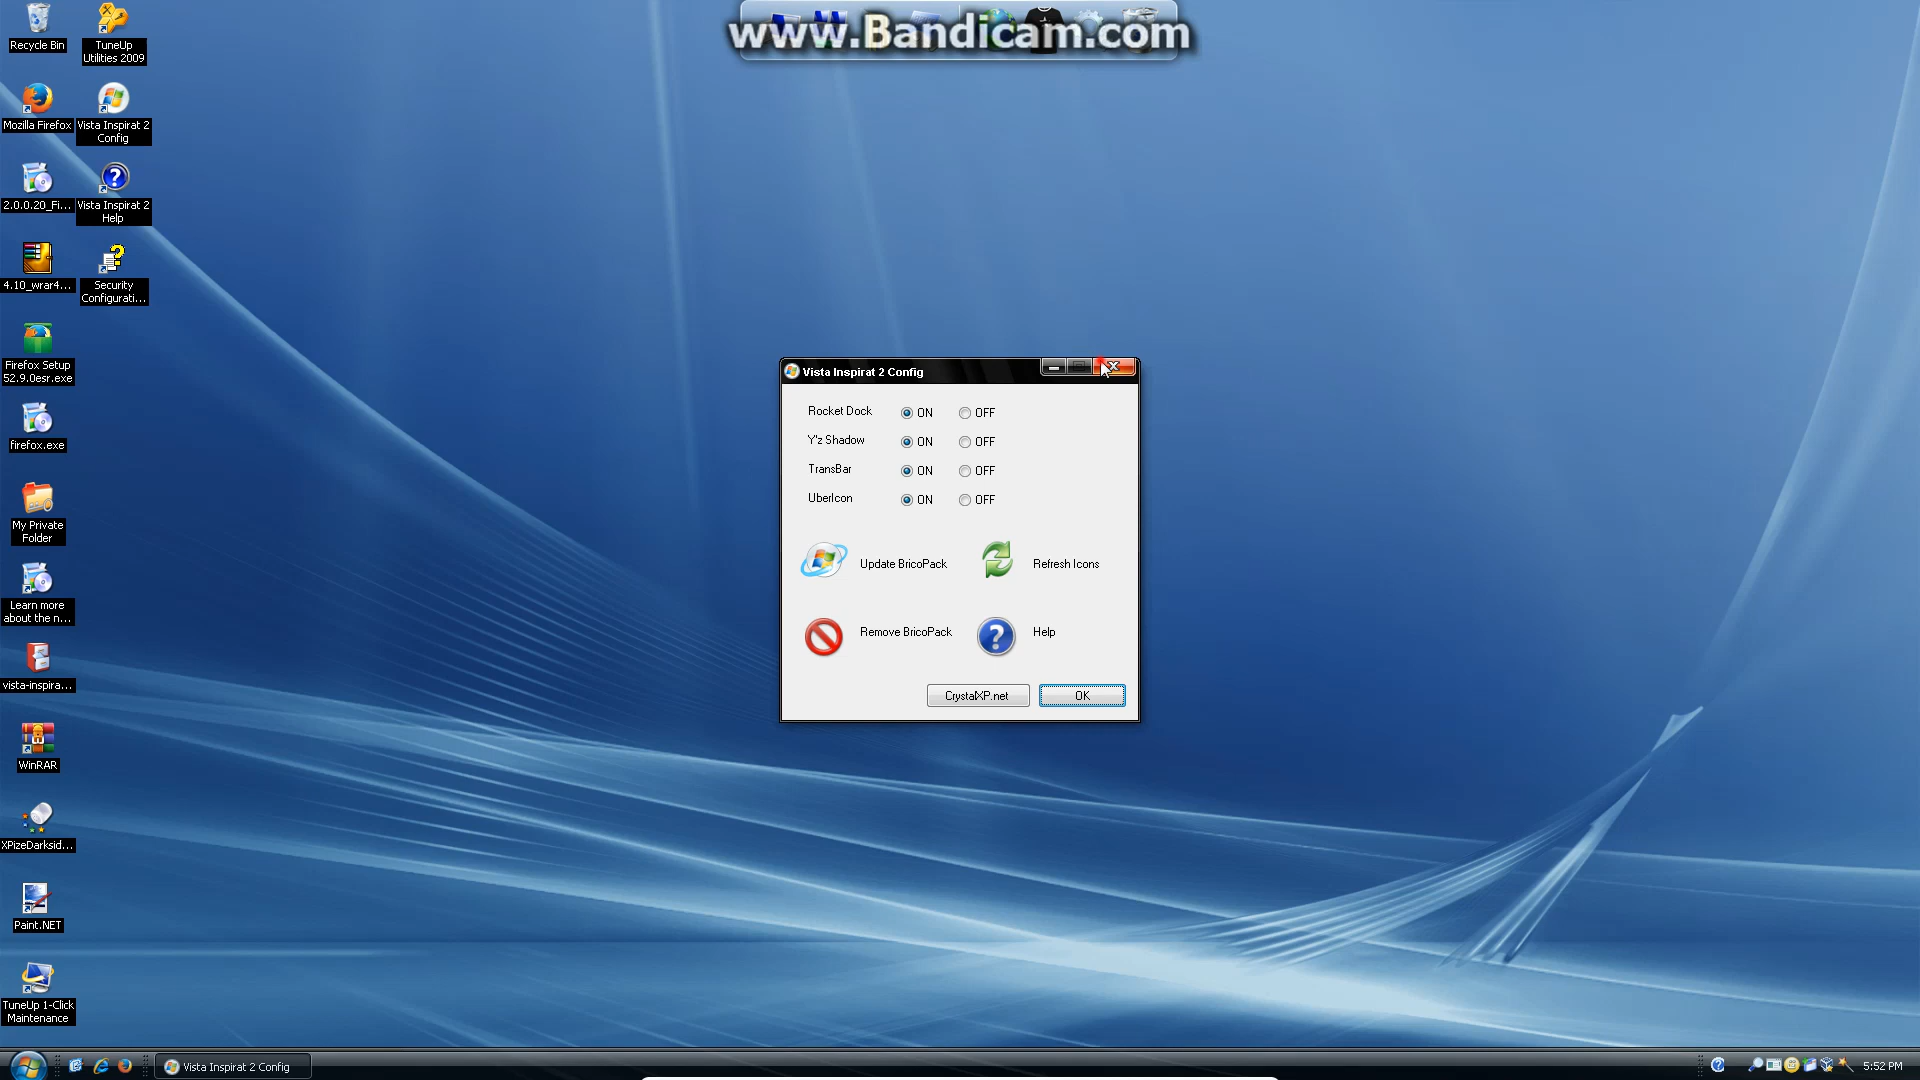 www.Bandicam.com
Recycle Bin
TuneUp
Utilities 2009
Mozilla Firefox
Vista Inspirat 2
Config
2.0.0.20_Fi...
Vista Inspirat 2
Help
4.10_wrar4...
Security
Configurati...
Firefox Setup
52.9.0esr.exe
firefox.exe
My Private
Folder
Learn more
about the n...
vista-inspira...
WinRAR
XPizeDarksid...
Paint.NET
TuneUp 1-Click
Maintenance
Vista Inspirat 2 Config
Rocket Dock ON OFF
Y'z Shadow ON OFF
TransBar ON OFF
UberIcon ON OFF
Update BricoPack Refresh Icons
Remove BricoPack Help
CrystalXP.net OK
Vista Inspirat 2 Config
5:52 PM